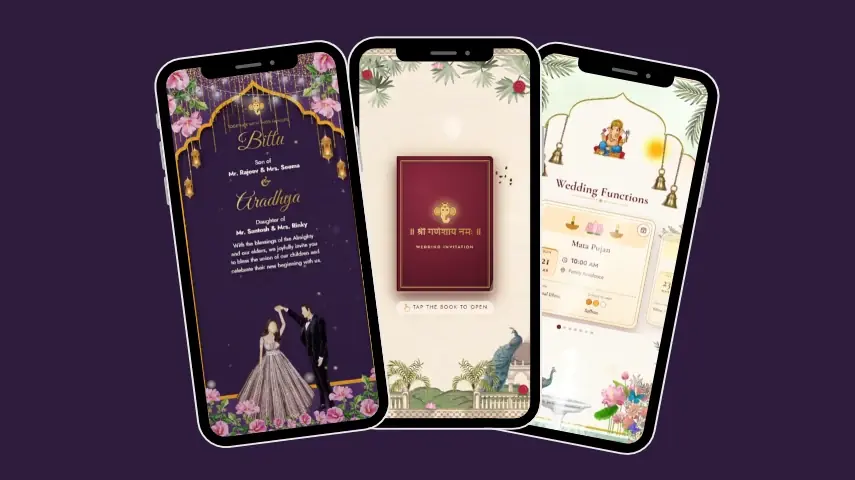 Bittu
Son of
Mr. Rajeev & Mrs. Seema
&
Aradhya
Daughter of
Mr. Santosh & Mrs. Rinky
With the blessings of the Almighty
and our elders, we joyfully invite you
to bless the union of our children and
celebrate their new beginning with us.
॥ श्री गणेशाय नमः ॥
WEDDING INVITATION
TAP THE BOOK TO OPEN
Wedding Functions
Mata Pujan
21
10:00 AM
Saffron